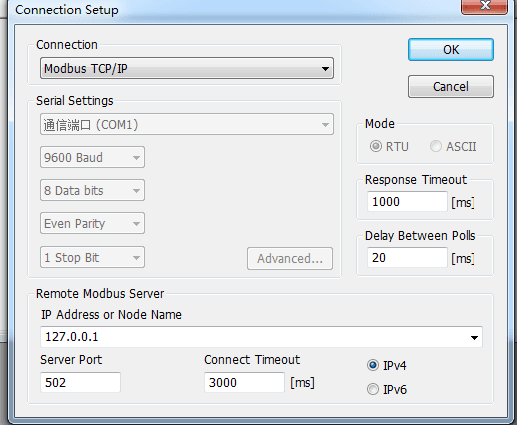 Connection Setup
Connection
OK
Modbus TCP/IP
Cancel
Serial Settings
通信端口 (COM1)
Mode
RTU
ASCII
9600 Baud
Response Timeout
8 Data bits
1000 [ms]
Even Parity
Delay Between Polls
1 Stop Bit
Advanced...
20 [ms]
Remote Modbus Server
IP Address or Node Name
127.0.0.1
Server Port
Connect Timeout
IPv4
502
3000 [ms]
IPv6